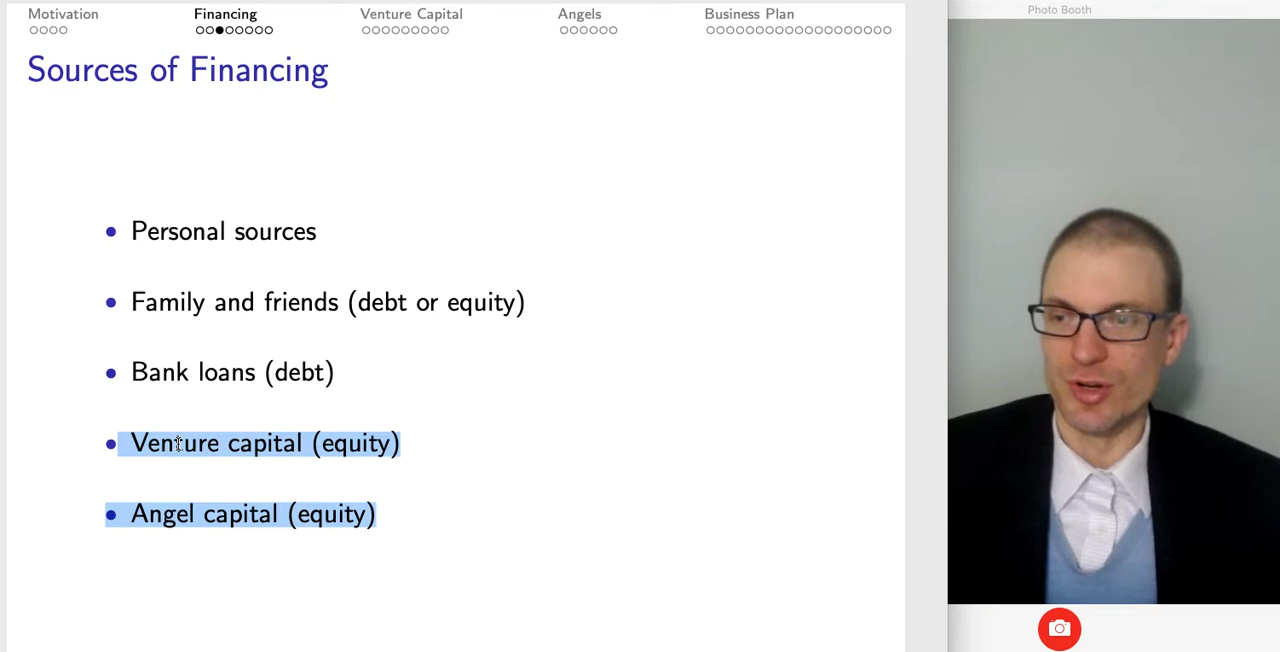 Motivation Financing Venture Capital Angels Business Plan
Photo Booth
Sources of Financing
Personal sources
Family and friends (debt or equity)
Bank loans (debt)
Venture capital (equity)
Angel capital (equity)